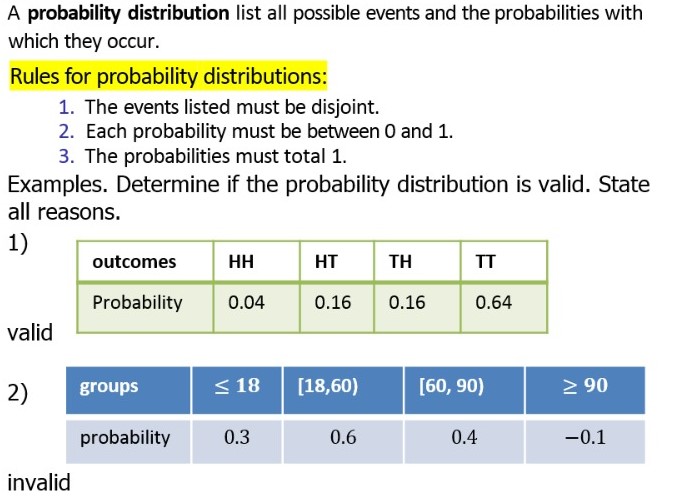 A probability distribution list all possible events and the probabilities with
which they occur.
Rules for probability distributions:
1. The events listed must be disjoint.
2. Each probability must be between 0 and 1.
3. The probabilities must total 1.
Examples. Determine if the probability distribution is valid. State
all reasons.
1)
outcomes HH HT TH TT
Probability 0.04 0.16 0.16 0.64
valid
2)
groups ≤ 18 [18,60) [60, 90) ≥ 90
probability 0.3 0.6 0.4 −0.1
invalid